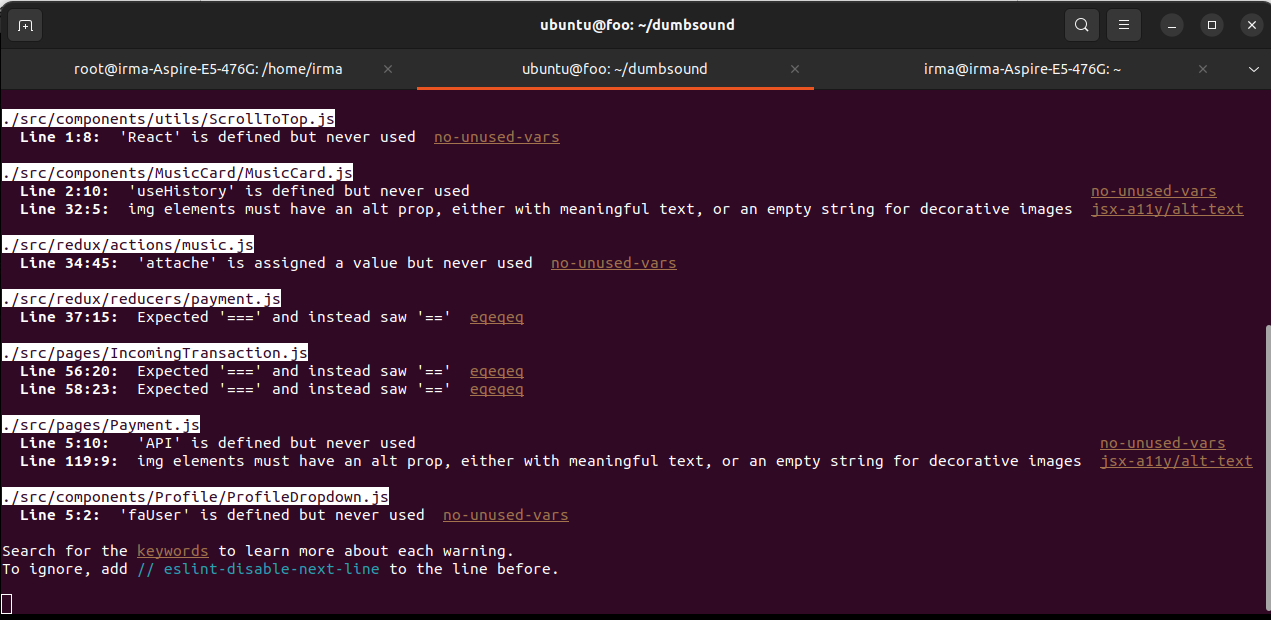 ubuntu@foo: ~/dumbsound
root@irma-Aspire-E5-476G: /home/irma
ubuntu@foo: ~/dumbsound
irma@irma-Aspire-E5-476G: ~
./src/components/utils/ScrollToTop.js
Line 1:8:  'React' is defined but never used  no-unused-vars
./src/components/MusicCard/MusicCard.js
Line 2:10:  'useHistory' is defined but never used  no-unused-vars
Line 32:5:  img elements must have an alt prop, either with meaningful text, or an empty string for decorative images  jsx-a11y/alt-text
./src/redux/actions/music.js
Line 34:45:  'attache' is assigned a value but never used  no-unused-vars
./src/redux/reducers/payment.js
Line 37:15:  Expected '===' and instead saw '=='  eqeqeq
./src/pages/IncomingTransaction.js
Line 56:20:  Expected '===' and instead saw '=='  eqeqeq
Line 58:23:  Expected '===' and instead saw '=='  eqeqeq
./src/pages/Payment.js
Line 5:10:  'API' is defined but never used  no-unused-vars
Line 119:9:  img elements must have an alt prop, either with meaningful text, or an empty string for decorative images  jsx-a11y/alt-text
./src/components/Profile/ProfileDropdown.js
Line 5:2:  'faUser' is defined but never used  no-unused-vars
Search for the keywords to learn more about each warning.
To ignore, add // eslint-disable-next-line to the line before.